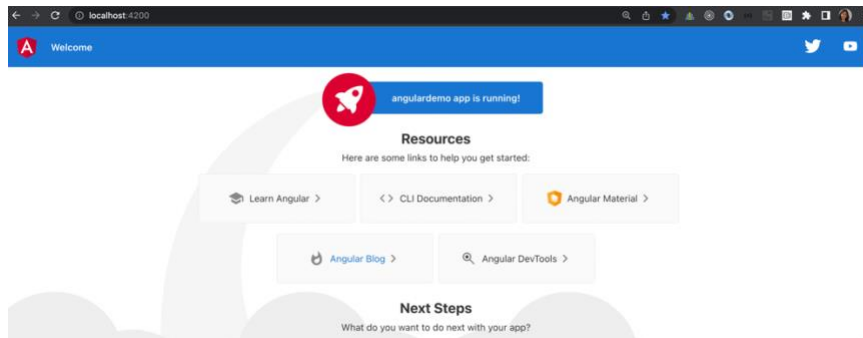 localhost:4200
A
Welcome
angulardemo app is running!
Resources
Here are some links to help you get started:
Learn Angular >
<> CLI Documentation >
Angular Material >
Angular Blog >
Angular DevTools >
Next Steps
What do you want to do next with your app?